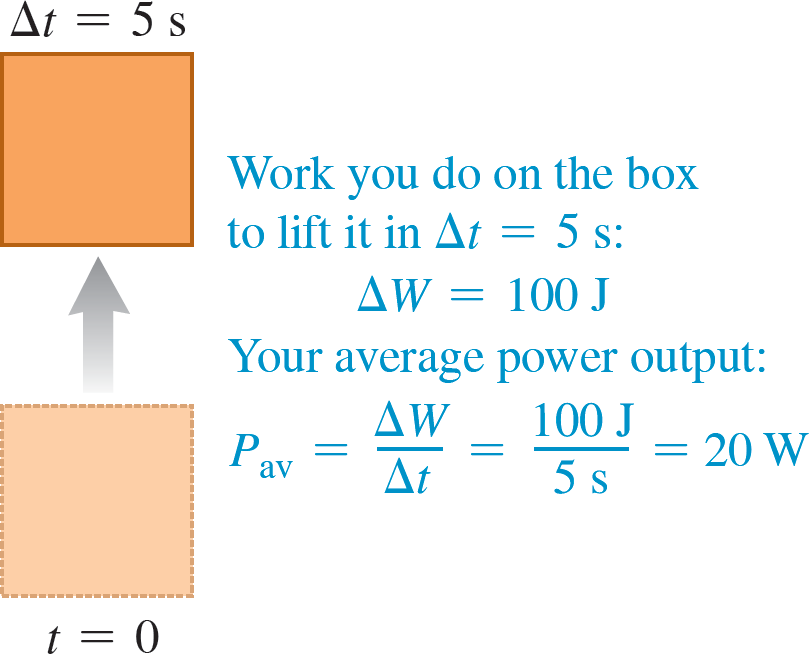 Δt = 5 s
Work you do on the box
to lift it in Δt = 5 s:
ΔW = 100 J
Your average power output:
P_av = ΔW/Δt = 100 J/5 s = 20 W
t = 0